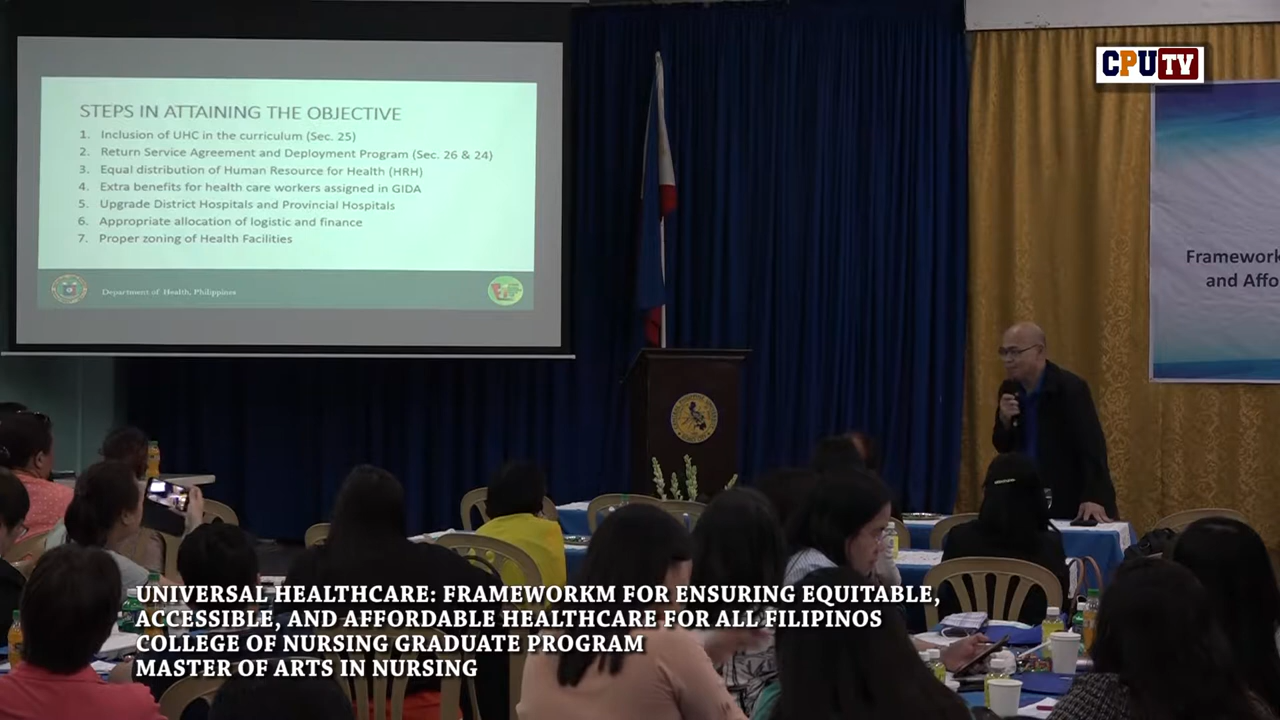 CPUTV
STEPS IN ATTAINING THE OBJECTIVE
1. Inclusion of UHC in the curriculum (Sec. 25)
2. Return Service Agreement and Deployment Program (Sec. 26 & 24)
3. Equal distribution of Human Resource for Health (HRH)
4. Extra benefits for health care workers assigned in GIDA
5. Upgrade District Hospitals and Provincial Hospitals
6. Appropriate allocation of logistic and finance
7. Proper zoning of Health Facilities
Department of Health, Philippines
Framework
and Affo
UNIVERSAL HEALTHCARE: FRAMEWORKM FOR ENSURING EQUITABLE,
ACCESSIBLE, AND AFFORDABLE HEALTHCARE FOR ALL FILIPINOS
COLLEGE OF NURSING GRADUATE PROGRAM
MASTER OF ARTS IN NURSING